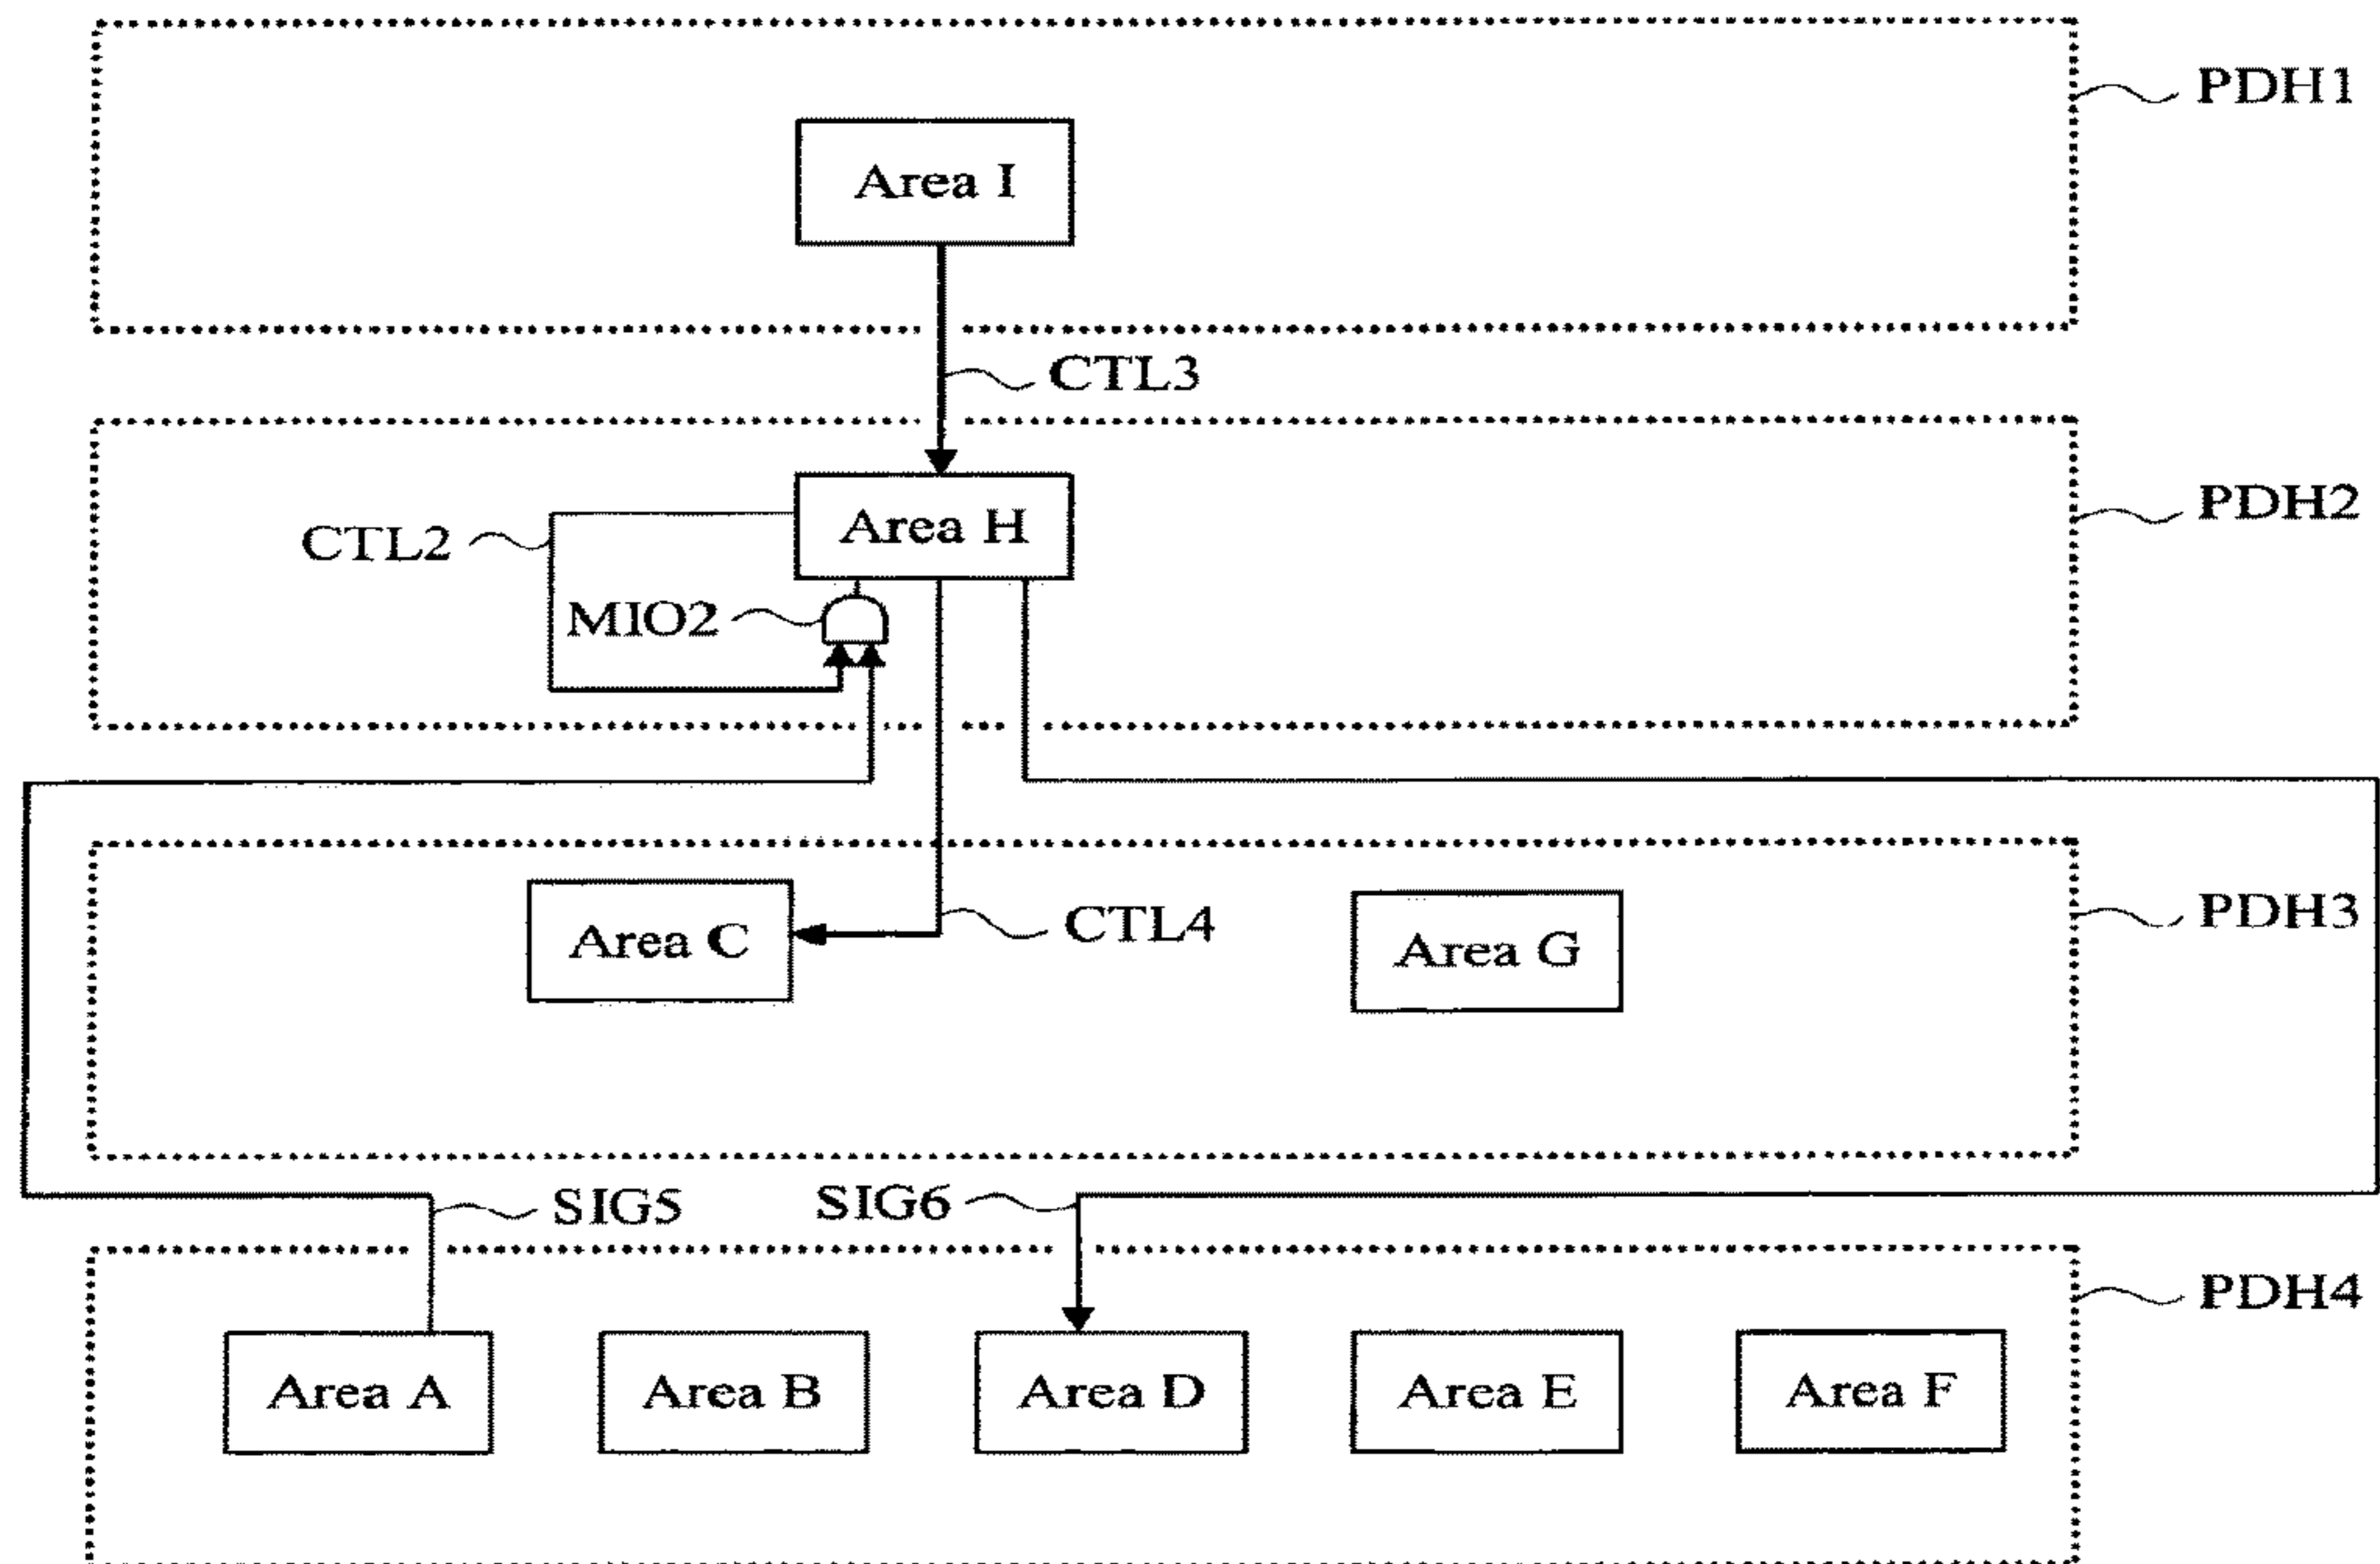 PDH1
Area I
CTL3
PDH2
Area H
CTL2
MIO2
PDH3
Area C
CTL4
Area G
SIG5
SIG6
PDH4
Area A
Area B
Area D
Area E
Area F